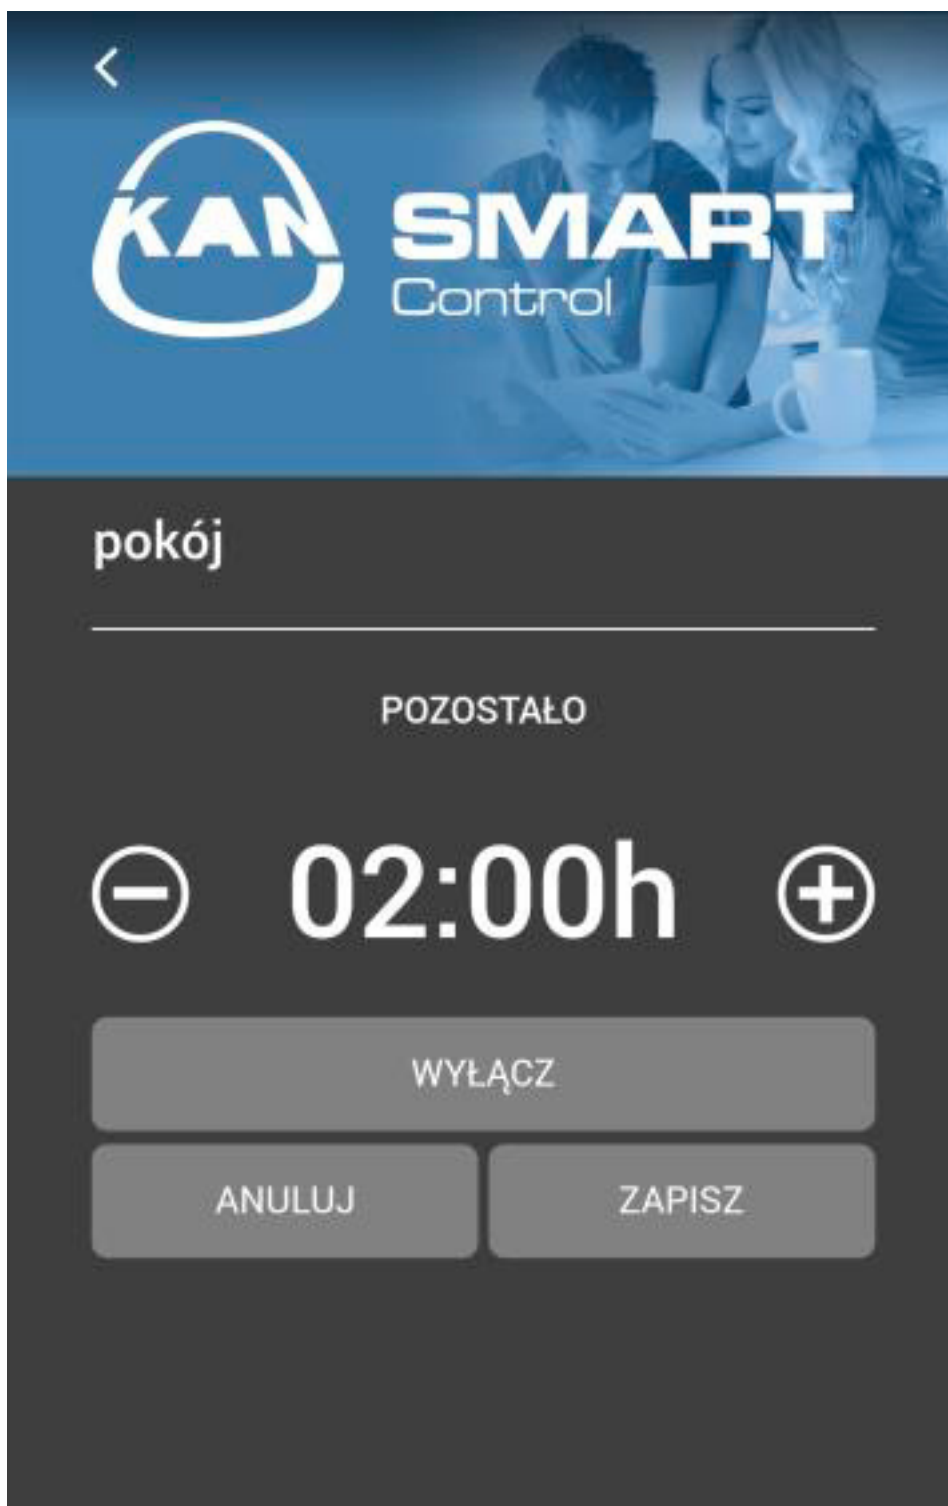 KAN
SMART
Control
pokój
POZOSTAŁO
02:00h
WYŁĄCZ
ANULUJ
ZAPISZ